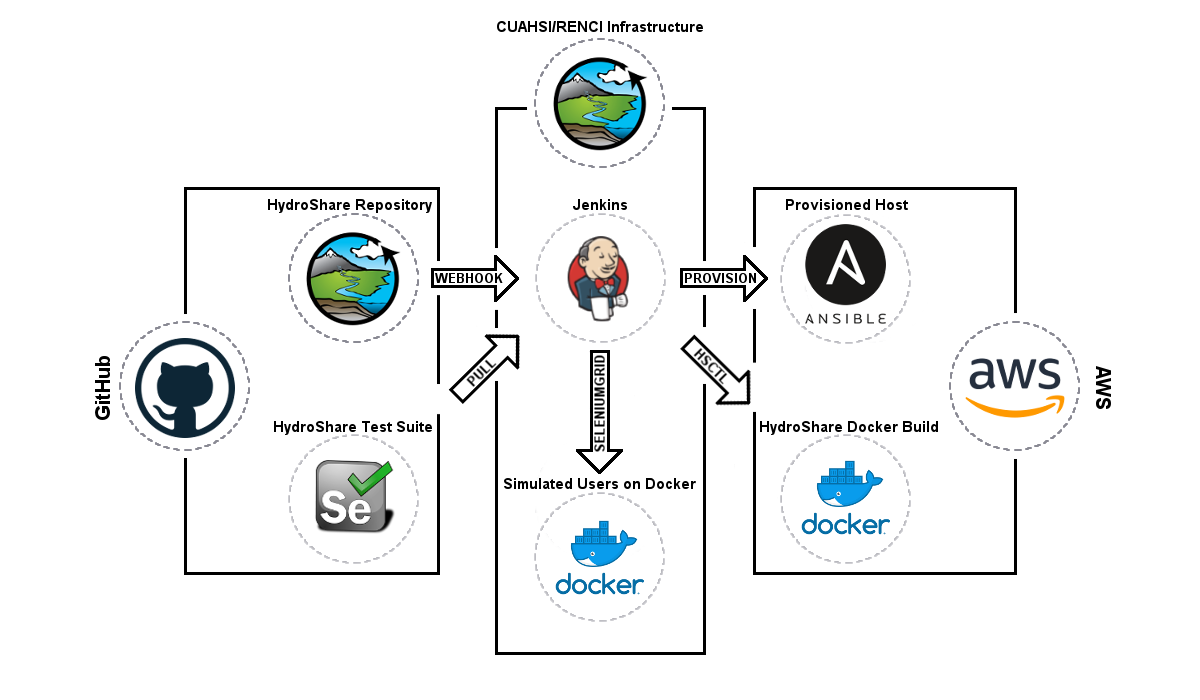 CUAHSI/RENCI Infrastructure
HydroShare Repository
Jenkins
Provisioned Host
WEBHOOK
PROVISION
ANSIBLE
GitHub
PULL
SELENIUMGRID
HSCTL
aws
AWS
HydroShare Test Suite
HydroShare Docker Build
Se
Simulated Users on Docker
docker
docker